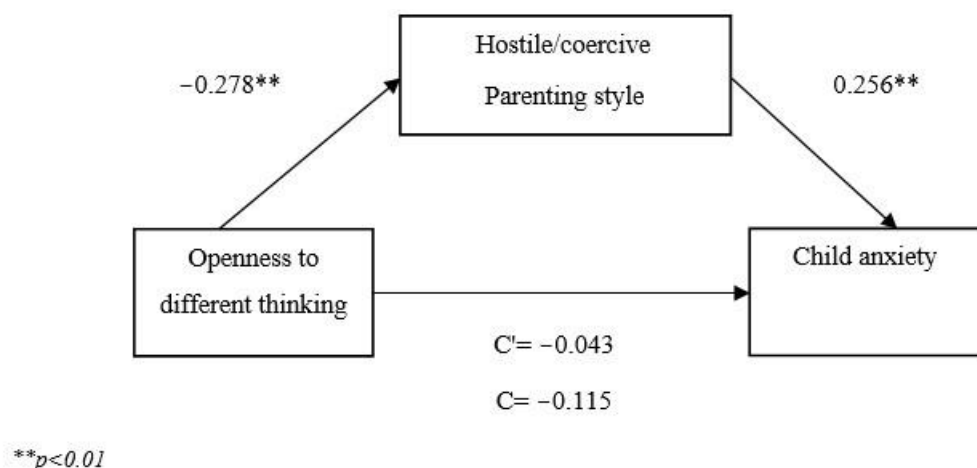 Hostile/coercive
Parenting style
−0.278**
0.256**
Openness to
different thinking
Child anxiety
C'= −0.043
C= −0.115
**p<0.01